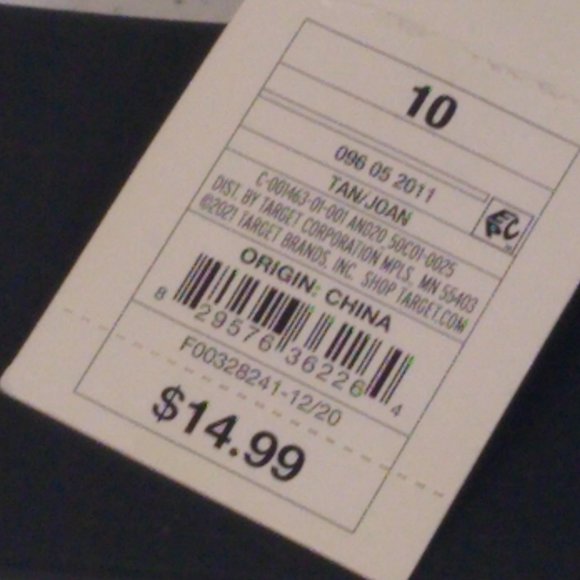 10
096 05 2011
TAN/JOAN
C-001463-01-001 AN020 50C01-0025
DIST. BY TARGET CORPORATION MPLS, MN 55403
©2021 TARGET BRANDS, INC. SHOP TARGET.COM
ORIGIN: CHINA
8 29576 36226 4
F00328241-12/20
$14.99